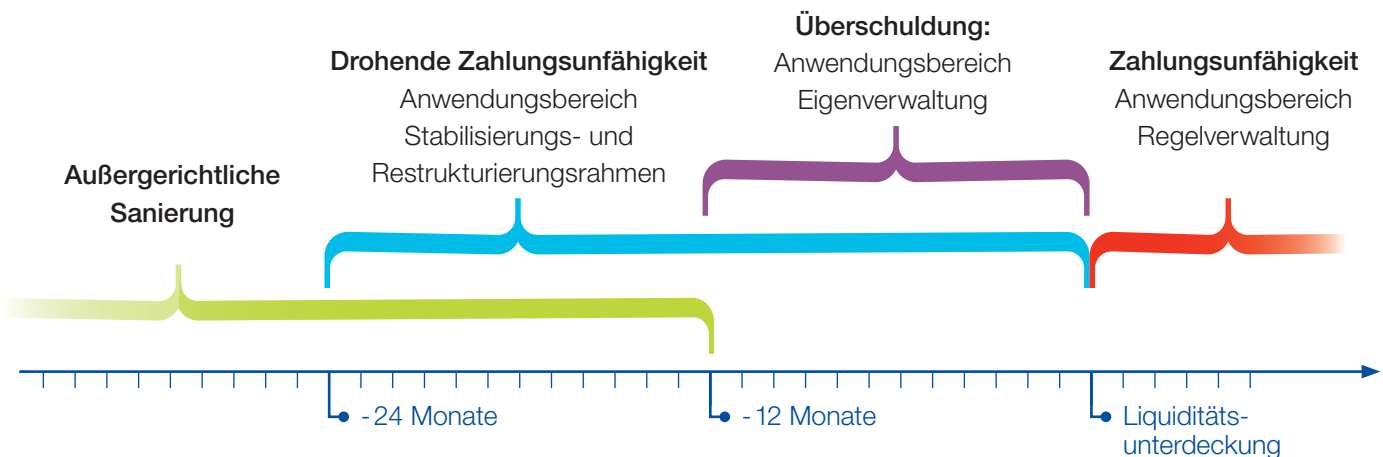 Außergerichtliche
Sanierung
Drohende Zahlungsunfähigkeit
Anwendungsbereich
Stabilisierungs- und
Restrukturierungsrahmen
Überschuldung:
Anwendungsbereich
Eigenverwaltung
Zahlungsunfähigkeit
Anwendungsbereich
Regelverwaltung
-24 Monate
-12 Monate
Liquiditäts-
unterdeckung